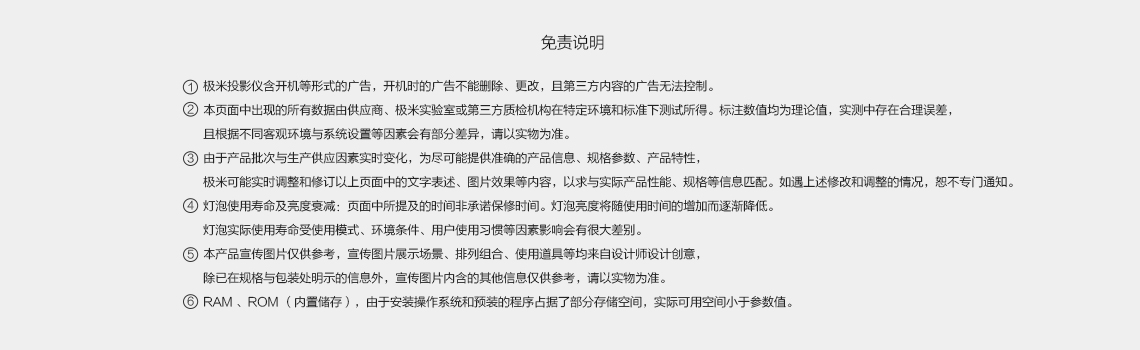 免责说明
① 极米投影仪含开机等形式的广告，开机时的广告不能删除、更改，且第三方内容的广告无法控制。
② 本页面中出现的所有数据由供应商、极米实验室或第三方质检机构在特定环境和标准下测试所得。标注数值均为理论值，实测中存在合理误差，
且根据不同客观环境与系统设置等因素会有部分差异，请以实物为准。
③ 由于产品批次与生产供应因素实时变化，为尽可能提供准确的产品信息、规格参数、产品特性，
极米可能实时调整和修订以上页面中的文字表述、图片效果等内容，以求与实际产品性能、规格等信息匹配。如遇上述修改和调整的情况，恕不专门通知。
④ 灯泡使用寿命及亮度衰减：页面中所提及的时间非承诺保修时间。灯泡亮度将随使用时间的增加而逐渐降低。
灯泡实际使用寿命受使用模式、环境条件、用户使用习惯等因素影响会有很大差别。
⑤ 本产品宣传图片仅供参考，宣传图片展示场景、排列组合、使用道具等均来自设计师设计创意，
除已在规格与包装处明示的信息外，宣传图片内含的其他信息仅供参考，请以实物为准。
⑥ RAM 、ROM（内置储存），由于安装操作系统和预装的程序占据了部分存储空间，实际可用空间小于参数值。